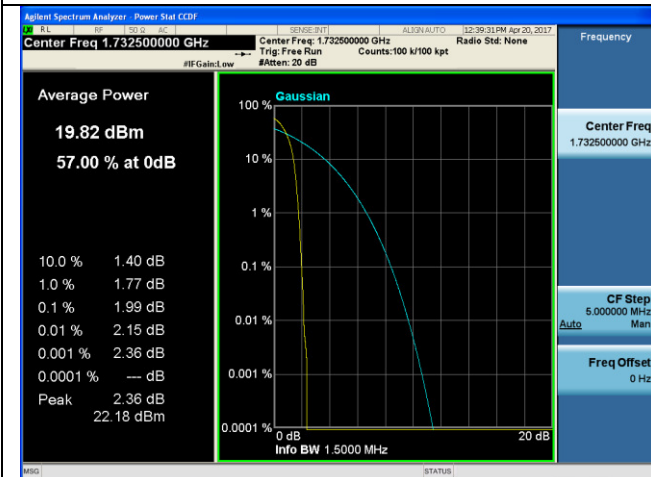 Agilent Spectrum Analyzer - Power Stat CCDF
RL RF 50 Ω AC SENSE:INT ALIGN AUTO 12:39:31 PM Apr 20, 2017
Center Freq 1.732500000 GHz
Center Freq: 1.732500000 GHz Radio Std: None
Trig: Free Run Counts:100 k/100 kpt
#IFGain:Low #Atten: 20 dB
Frequency
Average Power
19.82 dBm
57.00 % at 0dB
10.0 % 1.40 dB
1.0 % 1.77 dB
0.1 % 1.99 dB
0.01 % 2.15 dB
0.001 % 2.36 dB
0.0001 % --- dB
Peak 2.36 dB
22.18 dBm
Gaussian
100 %
10 %
1 %
0.1 %
0.01 %
0.001 %
0.0001 %
0 dB 20 dB
Info BW 1.5000 MHz
Center Freq
1.732500000 GHz
CF Step
5.000000 MHz
Auto Man
Freq Offset
0 Hz
MSG STATUS